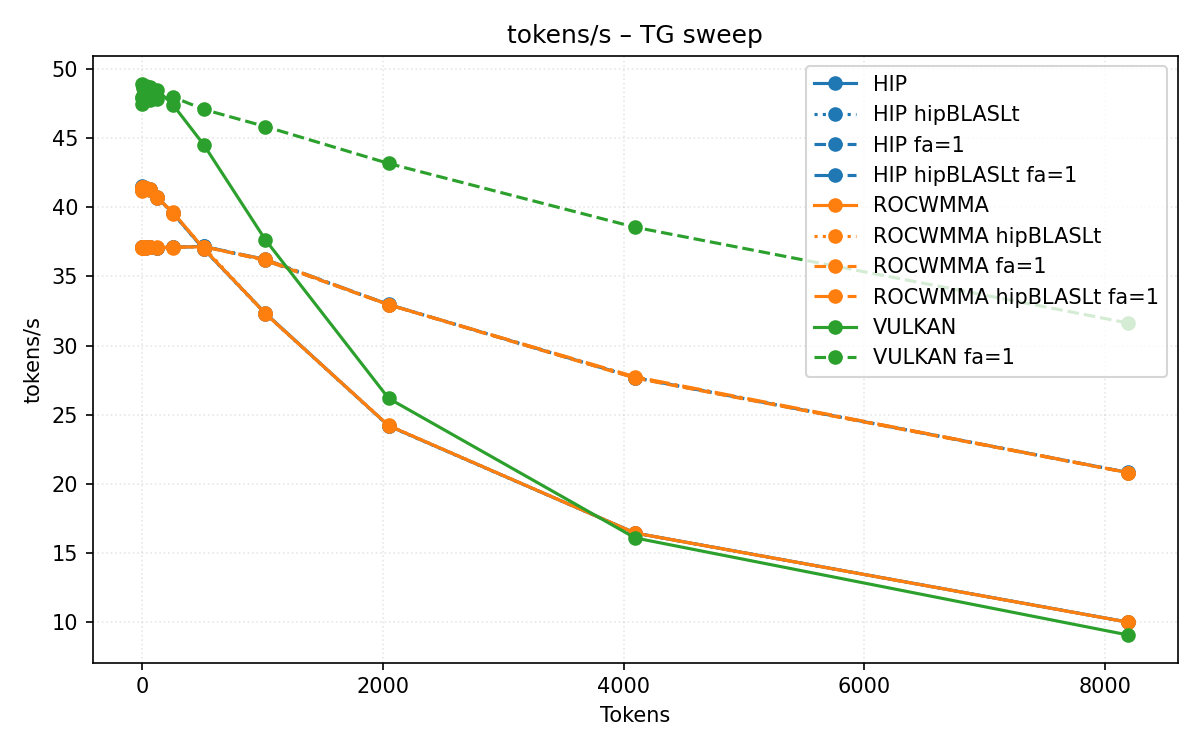 tokens/s – TG sweep
50
45
40
35
30
25
20
15
10
tokens/s
0
2000
4000
6000
8000
Tokens
HIP
HIP hipBLASLt
HIP fa=1
HIP hipBLASLt fa=1
ROCWMMA
ROCWMMA hipBLASLt
ROCWMMA fa=1
ROCWMMA hipBLASLt fa=1
VULKAN
VULKAN fa=1